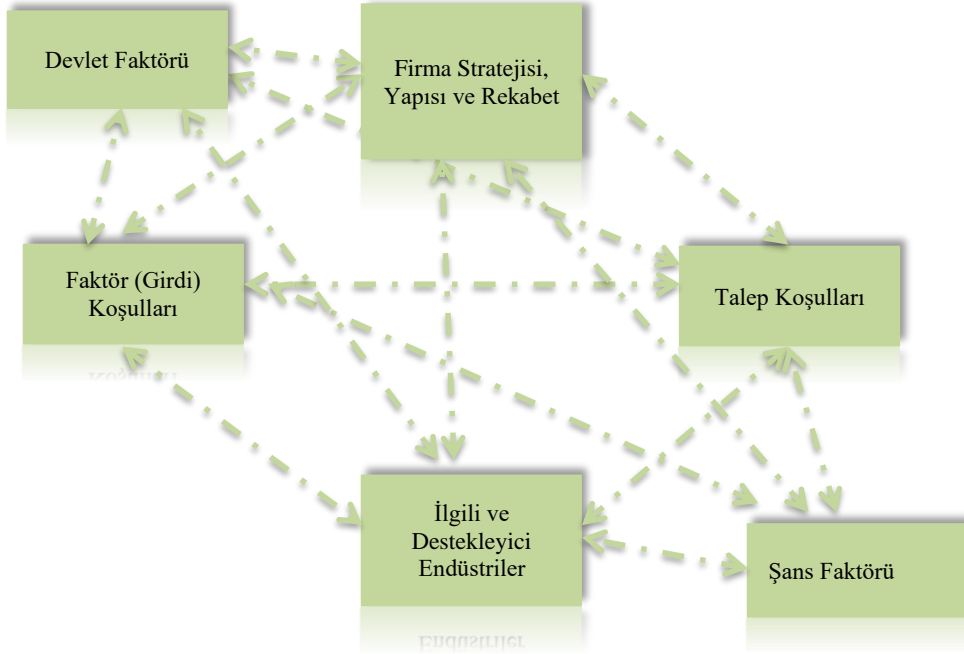 Devlet Faktörü
Firma Stratejisi,
Yapısı ve Rekabet
Faktör (Girdi)
Koşulları
Talep Koşulları
İlgili ve
Destekleyici
Endüstriler
Şans Faktörü